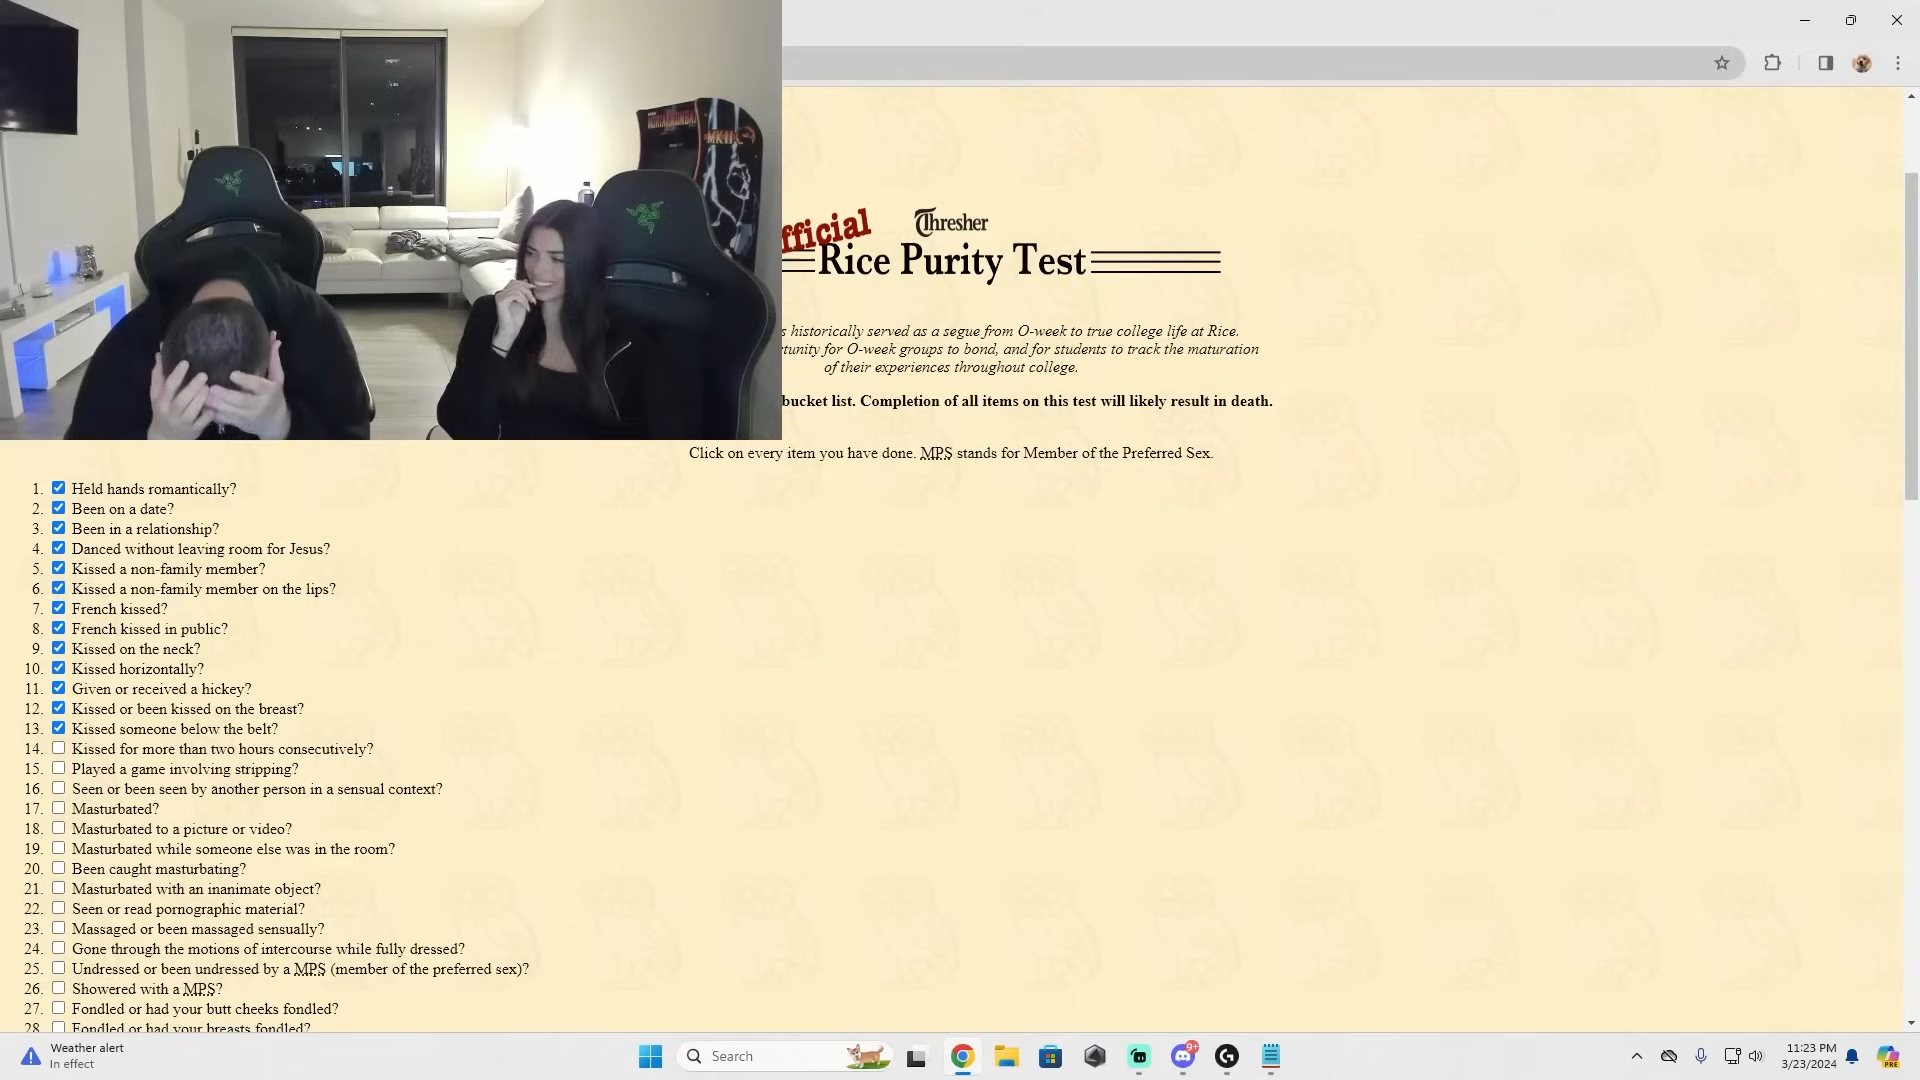 fficial
Thresher
Rice Purity Test
s historically served as a segue from O-week to true college life at Rice.
tunity for O-week groups to bond, and for students to track the maturation
of their experiences throughout college.
bucket list. Completion of all items on this test will likely result in death.
Click on every item you have done. MPS stands for Member of the Preferred Sex.
1. Held hands romantically?
2. Been on a date?
3. Been in a relationship?
4. Danced without leaving room for Jesus?
5. Kissed a non-family member?
6. Kissed a non-family member on the lips?
7. French kissed?
8. French kissed in public?
9. Kissed on the neck?
10. Kissed horizontally?
11. Given or received a hickey?
12. Kissed or been kissed on the breast?
13. Kissed someone below the belt?
14. Kissed for more than two hours consecutively?
15. Played a game involving stripping?
16. Seen or been seen by another person in a sensual context?
17. Masturbated?
18. Masturbated to a picture or video?
19. Masturbated while someone else was in the room?
20. Been caught masturbating?
21. Masturbated with an inanimate object?
22. Seen or read pornographic material?
23. Massaged or been massaged sensually?
24. Gone through the motions of intercourse while fully dressed?
25. Undressed or been undressed by a MPS (member of the preferred sex)?
26. Showered with a MPS?
27. Fondled or had your butt cheeks fondled?
28. Fondled or had your breasts fondled?
Weather alert
In effect
Search
9+
11:23 PM
3/23/2024
PRE